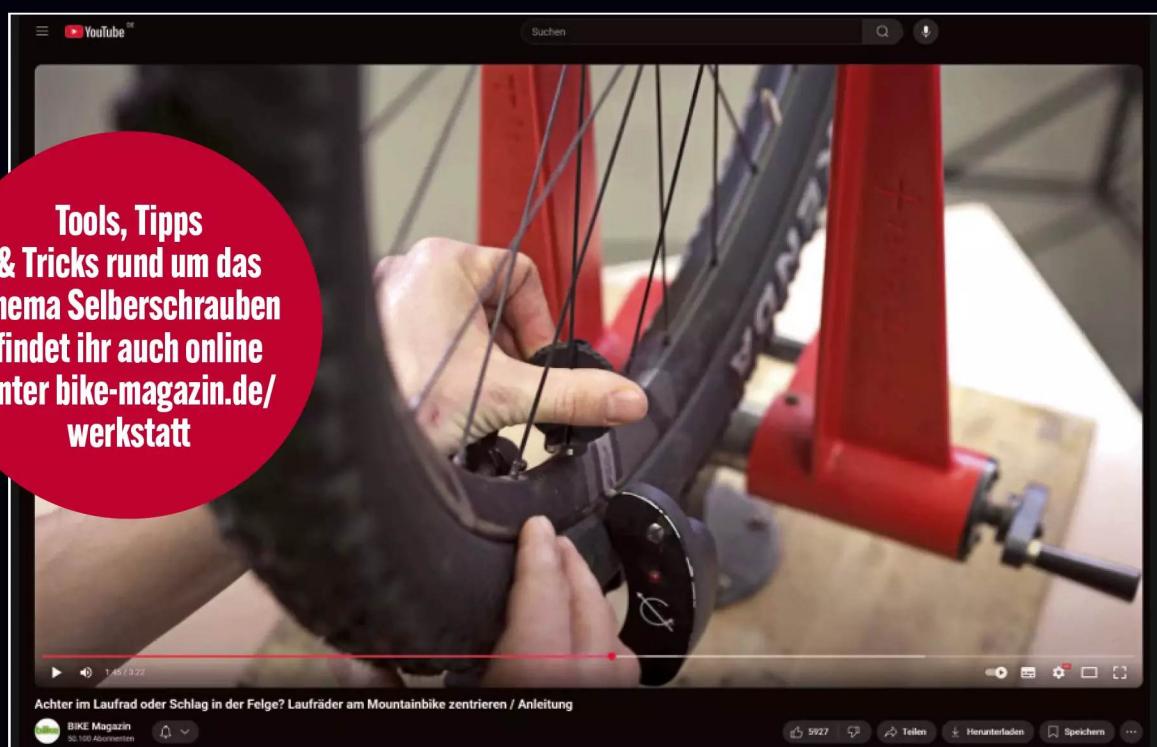 YouTube DE
Suchen
Tools, Tipps
& Tricks rund um das
hema Selberschrauben
findet ihr auch online
nter bike-magazin.de/
werkstatt
1:45 / 3:22
Achter im Laufrad oder Schlag in der Felge? Laufräder am Mountainbike zentrieren / Anleitung
bike
BIKE Magazin
50.100 Abonnenten
5927
Teilen
Herunterladen
Speichern